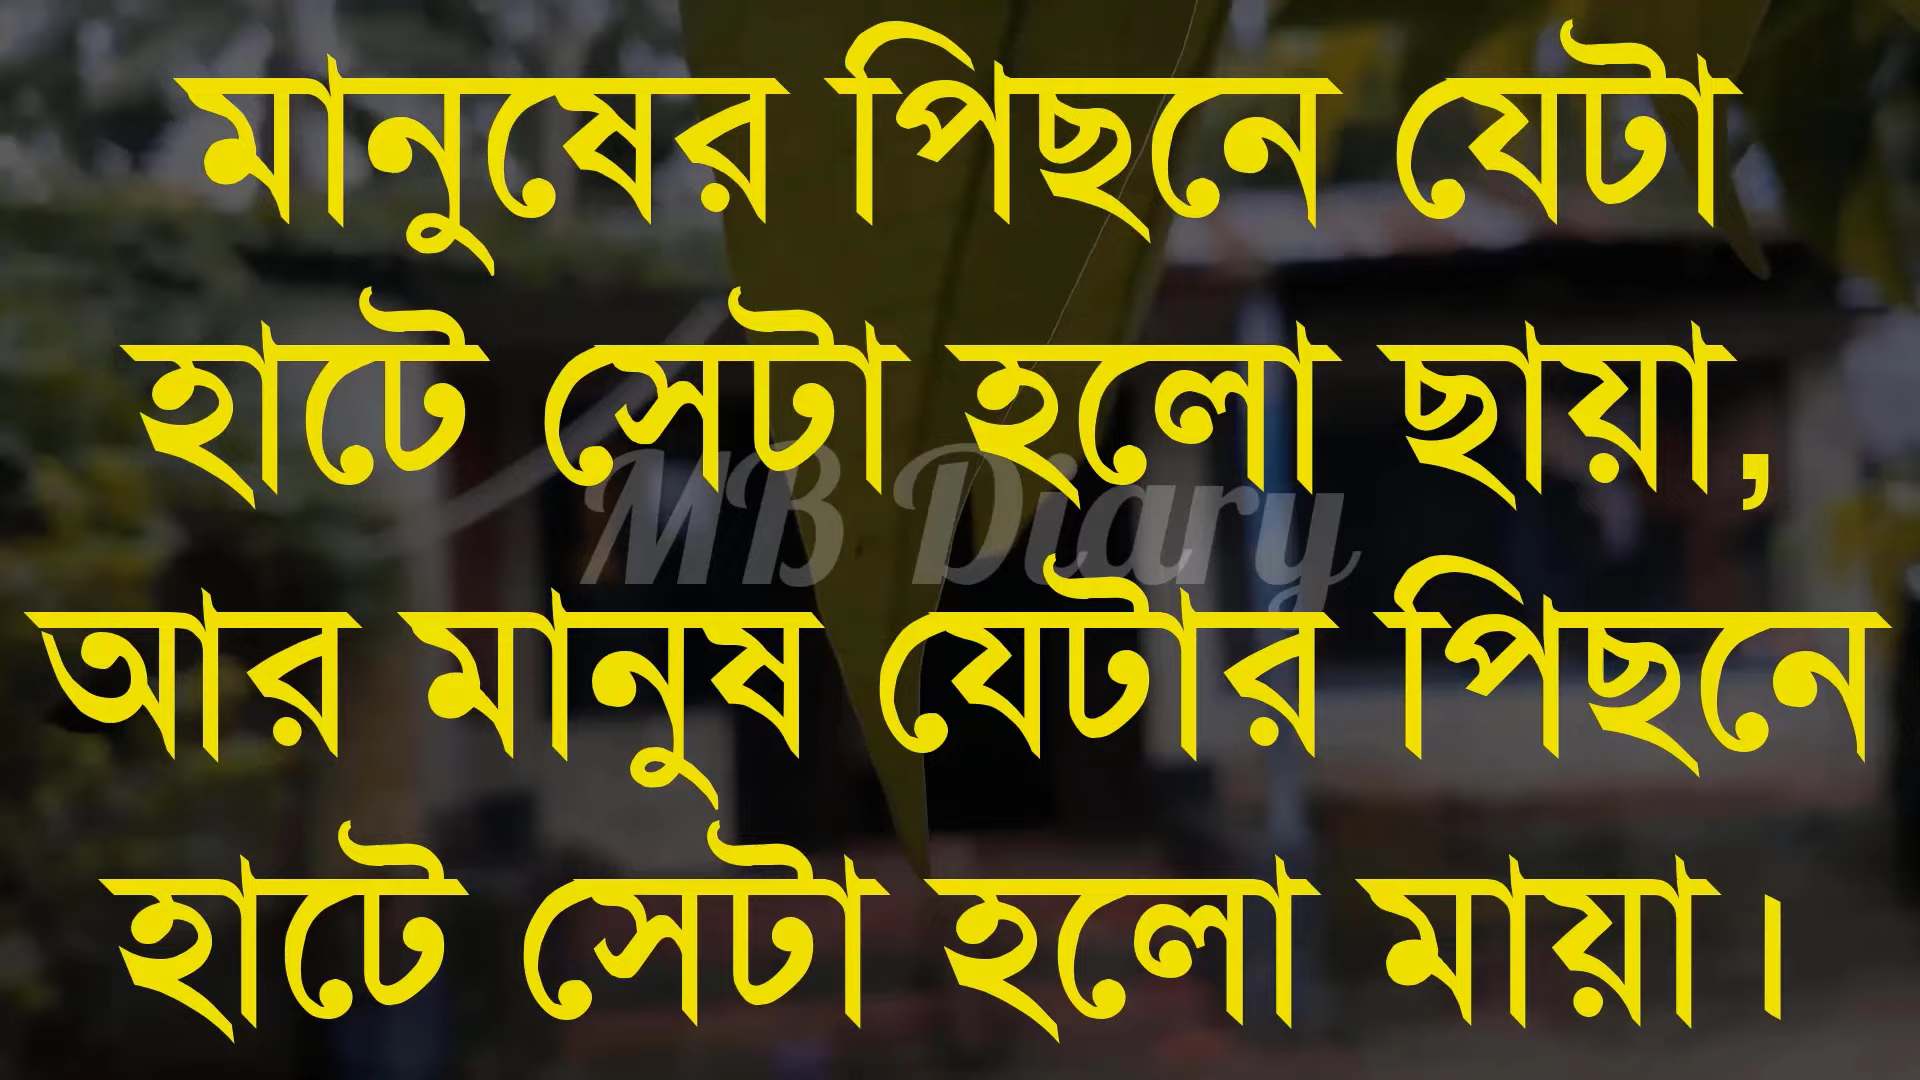 মানুষের পিছনে যেটা
হাটে সেটা হলো ছায়া,
MB Diary
আর মানুষ যেটার পিছনে
হাটে সেটা হলো মায়া।